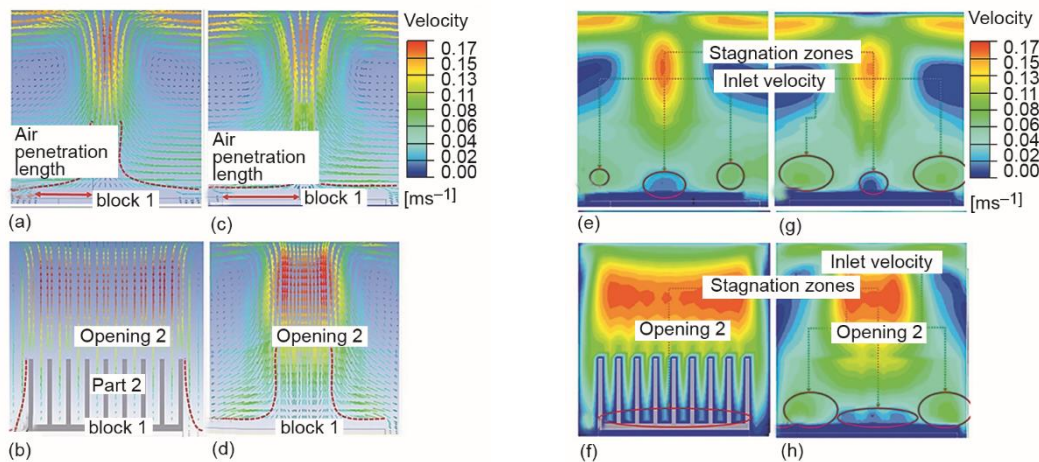 Velocity
0.17
0.15
0.13
0.11
0.08
0.06
0.04
0.02
0.00
[ms–1]
Air
penetration
length
block 1
(a)
Air
penetration
length
block 1
(c)
Opening 2
Part 2
block 1
(b)
Opening 2
block 1
(d)
Velocity
0.17
0.15
0.13
0.11
0.08
0.06
0.04
0.02
0.00
[ms–1]
Stagnation zones
Inlet velocity
(e)
(g)
Inlet velocity
Stagnation zones
Opening 2
Opening 2
(f)
(h)